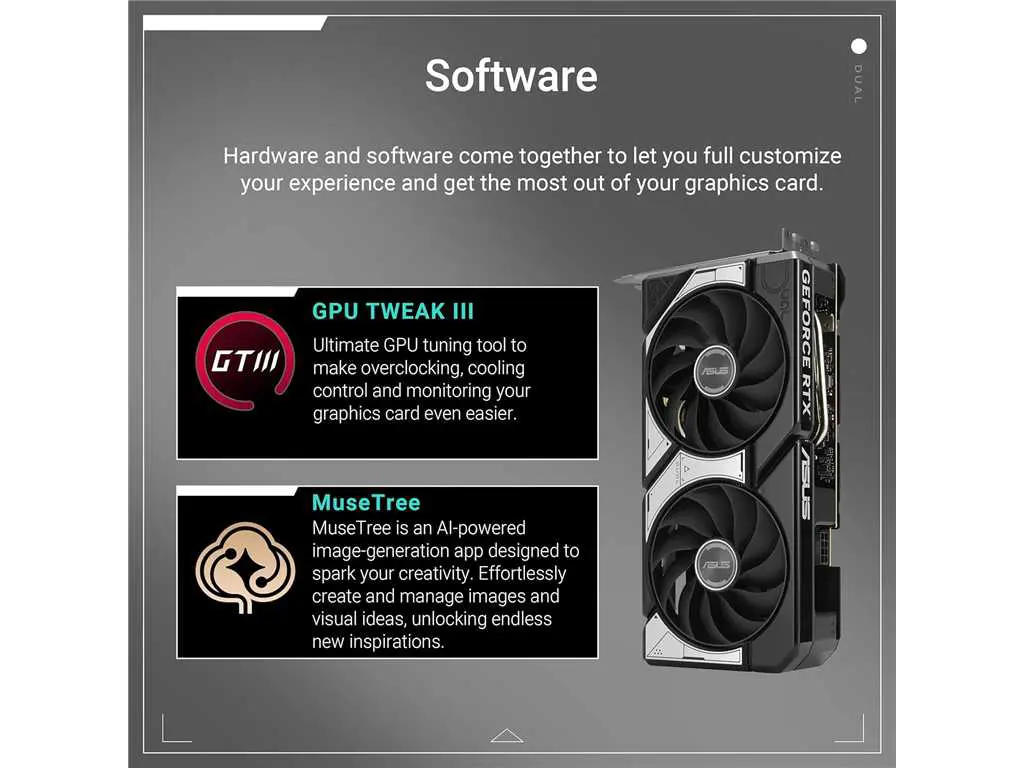 Software
DUAL
Hardware and software come together to let you full customize
your experience and get the most out of your graphics card.
GTIII
GPU TWEAK III
Ultimate GPU tuning tool to
make overclocking, cooling
control and monitoring your
graphics card even easier.
MuseTree
MuseTree is an AI-powered
image-generation app designed to
spark your creativity. Effortlessly
create and manage images and
visual ideas, unlocking endless
new inspirations.
GEFORCE RTX
ASUS
ASUS
ASUS